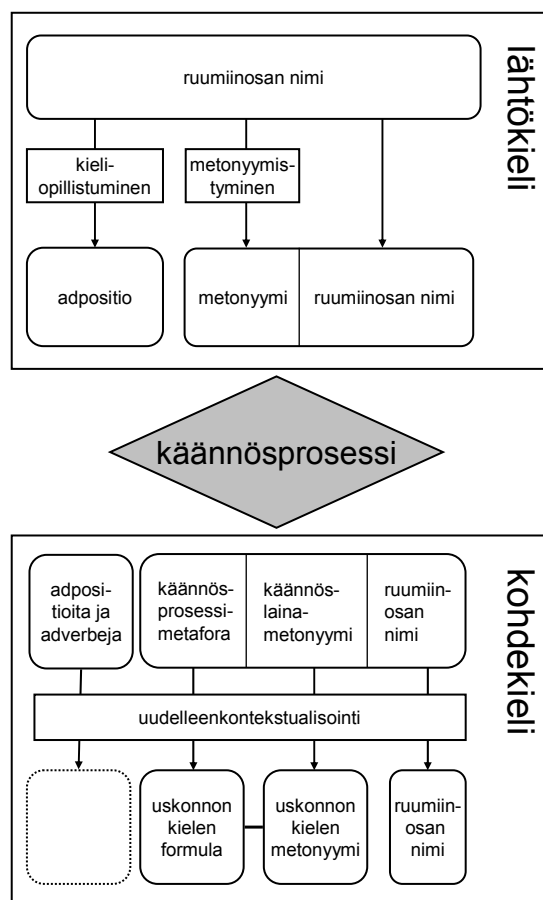 lähtökieli
ruumiinosan nimi
kieli-
opillistuminen
metonyymis-
tyminen
adpositio
metonyymi
ruumiinosan nimi
käännösprosessi
kohdekieli
adposi-
tioita ja
adverbeja
käännös-
prosessi-
metafora
käännös-
laina-
metonyymi
ruumiin-
osan
nimi
uudelleenkontekstualisointi
uskonnon
kielen
formula
uskonnon
kielen
metonyymi
ruumiin-
osan
nimi